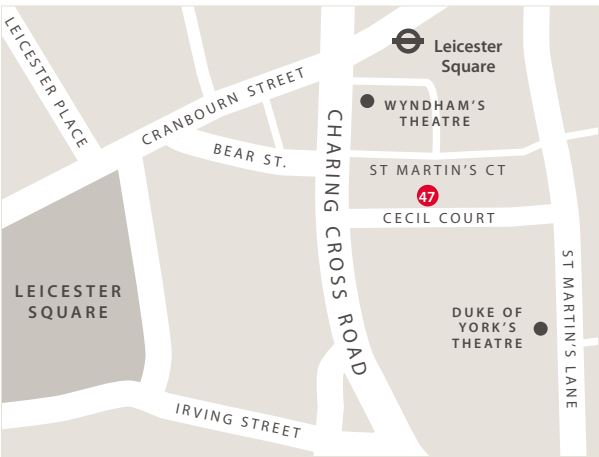 LEICESTER PLACE
CRANBOURN STREET
Leicester
Square
WYNDHAM'S
THEATRE
BEAR ST.
CHARING CROSS ROAD
ST MARTIN'S CT
47
CECIL COURT
LEICESTER
SQUARE
DUKE OF
YORK'S
THEATRE
ST MARTIN'S LANE
IRVING STREET